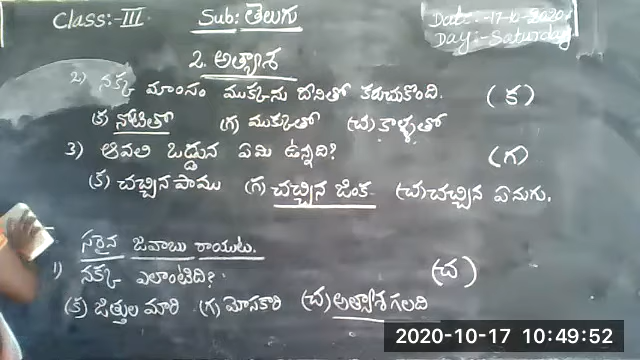 Class:- III Sub: తెలుగు Date:-17-10-2020
Day:-Saturday
2. అత్యాశ
2) నక్క మాంసం ముక్కను దేనితో కరుచుకొంది. (క)
(క) నోటితో (గ) ముక్కుతో (చ) కాళ్ళతో
3) ఆవలి ఒడ్డున ఏమి ఉన్నది? (గ)
(క) చచ్చిన పాము (గ) చచ్చిన జింక (చ) చచ్చిన ఏనుగు.
సరైన జవాబు రాయుట.
1) నక్క ఎలాంటిది? (చ)
(క) జిత్తులమారి (గ) మోసకారి (చ) అత్యాశ గలది
2020-10-17 10:49:52